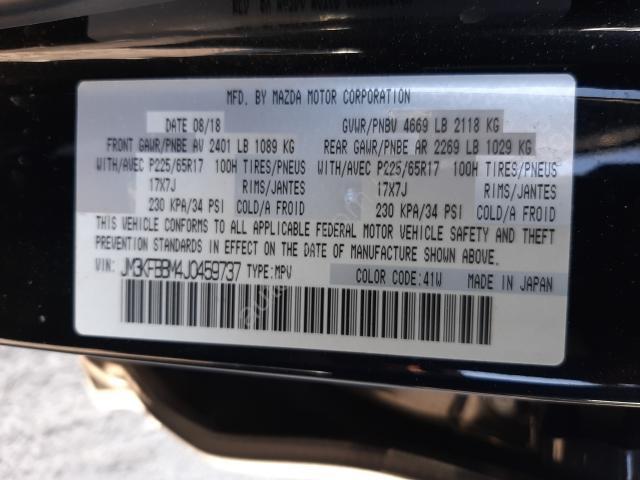 MFD. BY MAZDA MOTOR CORPORATION
DATE 08/18 GVWR/PNBV 4669 LB 2118 KG
FRONT GAWR/PNBE AV 2401 LB 1089 KG REAR GAWR/PNBE AR 2269 LB 1029 KG
WITH/AVEC P225/65R17 100H TIRES/PNEUS WITH/AVEC P225/65R17 100H TIRES/PNEUS
17X7J RIMS/JANTES 17X7J RIMS/JANTES
230 KPA/34 PSI COLD/A FROID 230 KPA/34 PSI COLD/A FROID
THIS VEHICLE CONFORMS TO ALL APPLICABLE FEDERAL MOTOR VEHICLE SAFETY AND THEFT
PREVENTION STANDARDS IN EFFECT ON THE DATE OF MANUFACTURE SHOWN ABOVE.
VIN: JM3KFBBM4J0459737 TYPE:MPV COLOR CODE:41W MADE IN JAPAN